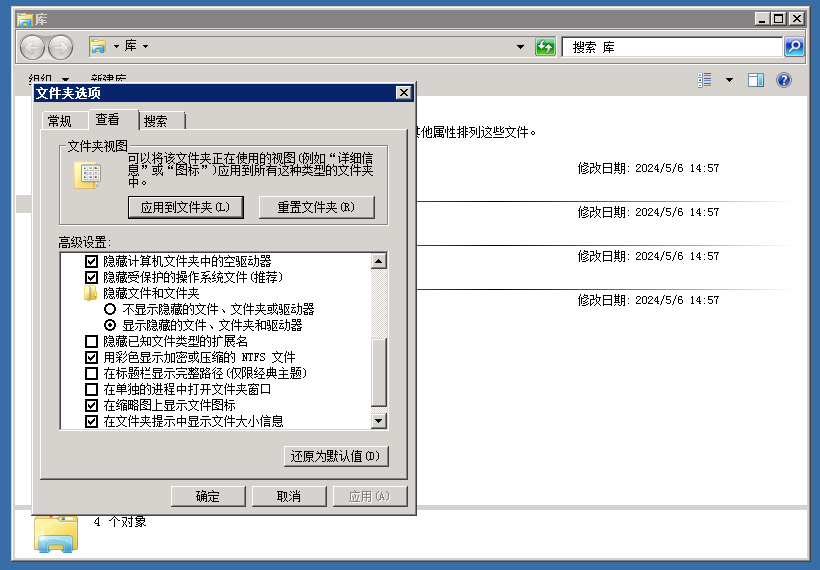 库
库
搜索 库
组织
新建库
文件夹选项
常规
查看
搜索
其他属性排列这些文件。
文件夹视图
可以将该文件夹正在使用的视图(例如“详细信
息”或“图标”)应用到所有这种类型的文件夹
中。
应用到文件夹(L)
重置文件夹(R)
修改日期: 2024/5/6 14:57
修改日期: 2024/5/6 14:57
修改日期: 2024/5/6 14:57
修改日期: 2024/5/6 14:57
高级设置:
隐藏计算机文件夹中的空驱动器
隐藏受保护的操作系统文件(推荐)
隐藏文件和文件夹
不显示隐藏的文件、文件夹或驱动器
显示隐藏的文件、文件夹和驱动器
隐藏已知文件类型的扩展名
用彩色显示加密或压缩的 NTFS 文件
在标题栏显示完整路径(仅限经典主题)
在单独的进程中打开文件夹窗口
在缩略图上显示文件图标
在文件夹提示中显示文件大小信息
还原为默认值(D)
确定
取消
应用(A)
4 个对象